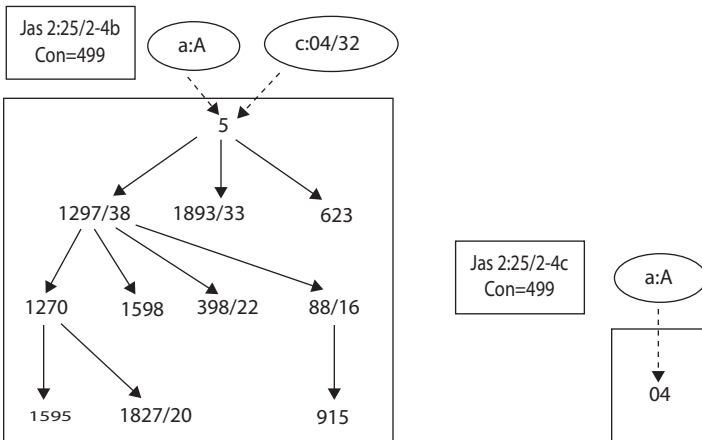 Jas 2:25/2-4b
Con=499
a:A
c:04/32
5
1297/38
1893/33
623
1270
1598
398/22
88/16
1595
1827/20
915
Jas 2:25/2-4c
Con=499
a:A
04